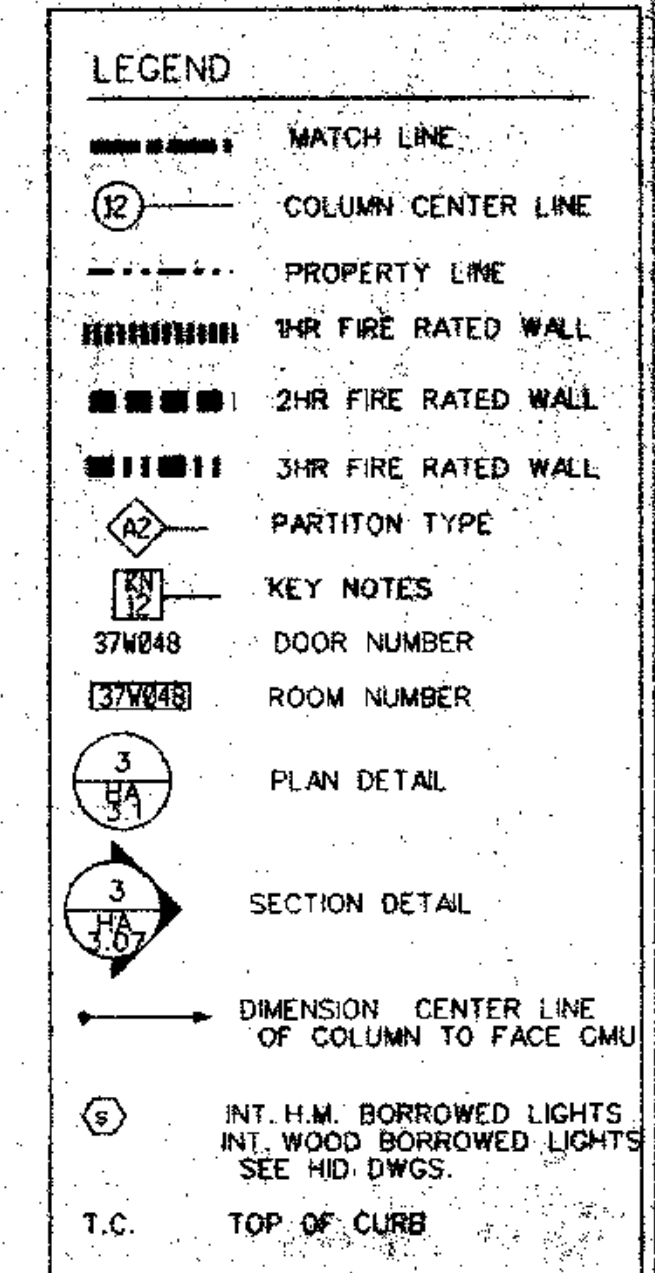 LEGEND
MATCH LINE
12 COLUMN CENTER LINE
PROPERTY LINE
1HR FIRE RATED WALL
2HR FIRE RATED WALL
3HR FIRE RATED WALL
A2 PARTITON TYPE
KN
12
KEY NOTES
37W048 DOOR NUMBER
37W048 ROOM NUMBER
3
HA
3.1
PLAN DETAIL
3
HA
3.07
SECTION DETAIL
DIMENSION CENTER LINE
OF COLUMN TO FACE CMU
s INT. H.M. BORROWED LIGHTS
INT. WOOD BORROWED LIGHTS
SEE HID DWGS.
T.C. TOP OF CURB